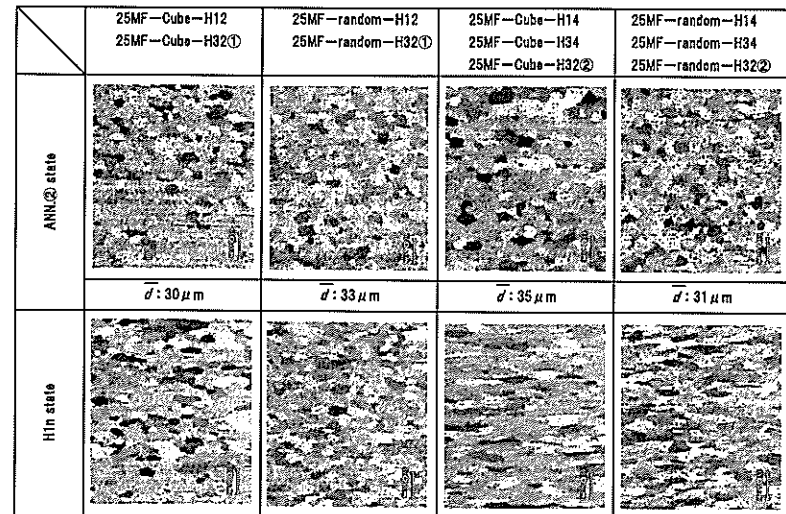 25MF-Cube-H12
25MF-Cube-H32①
25MF-random-H12
25MF-random-H32①
25MF-Cube-H14
25MF-Cube-H34
25MF-Cube-H32②
25MF-random-H14
25MF-random-H34
25MF-random-H32②
ANN② state
d̅ : 30 μm
d̅ : 33 μm
d̅ : 35 μm
d̅ : 31 μm
H1n state